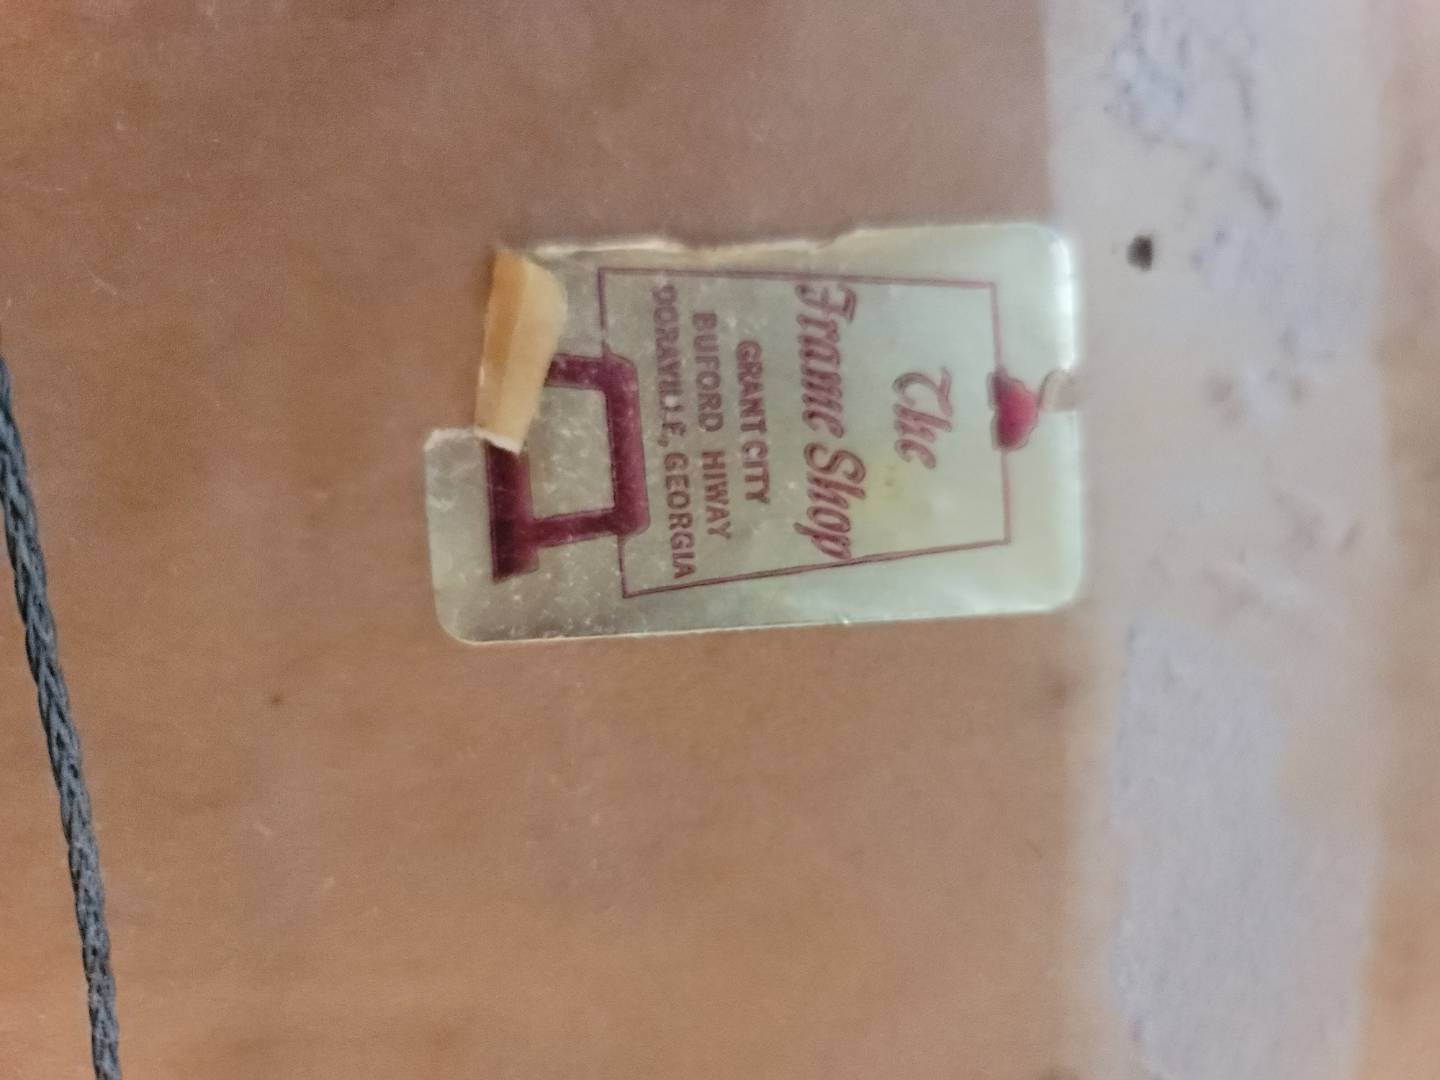 The
Frame Shop
GRANT CITY
BUFORD HIWAY
DORAVILLE, GEORGIA